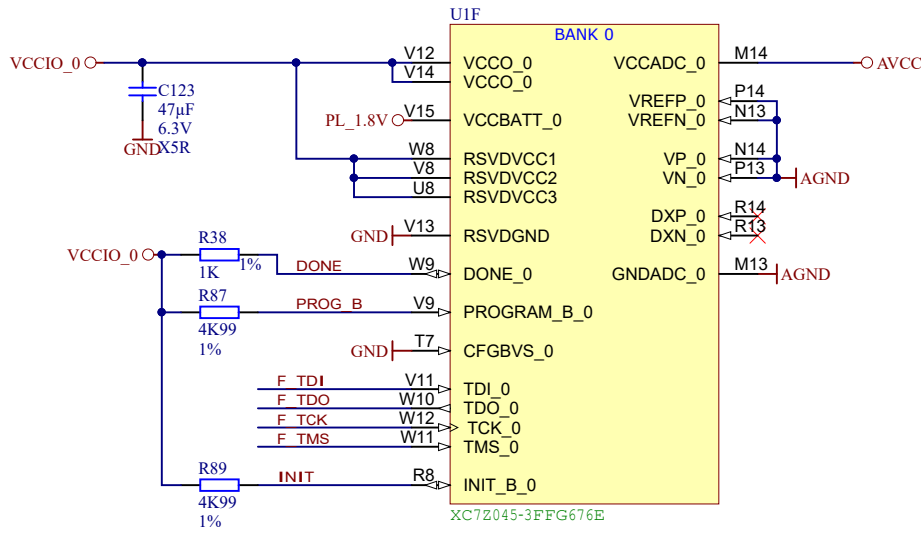 U1F
BANK 0
VCCIO_0
V12
VCCO_0
V14
VCCO_0
VCCADC_0
M14
AVCC
C123
47µF
6.3V
X5R
GND
PL_1.8V
V15
VCCBATT_0
VREFP_0
P14
VREFN_0
N13
W8
RSVDVCC1
V8
RSVDVCC2
U8
RSVDVCC3
VP_0
N14
VN_0
P13
AGND
GND
V13
RSVDGND
DXP_0
R14
DXN_0
R13
VCCIO_0
R38
1K
1%
DONE
W9
DONE_0
GNDADC_0
M13
AGND
R87
4K99
1%
PROG_B
V9
PROGRAM_B_0
GND
T7
CFGBVS_0
F_TDI
V11
TDI_0
F_TDO
W10
TDO_0
F_TCK
W12
TCK_0
F_TMS
W11
TMS_0
R89
4K99
1%
INIT
R8
INIT_B_0
XC7Z045-3FFG676E